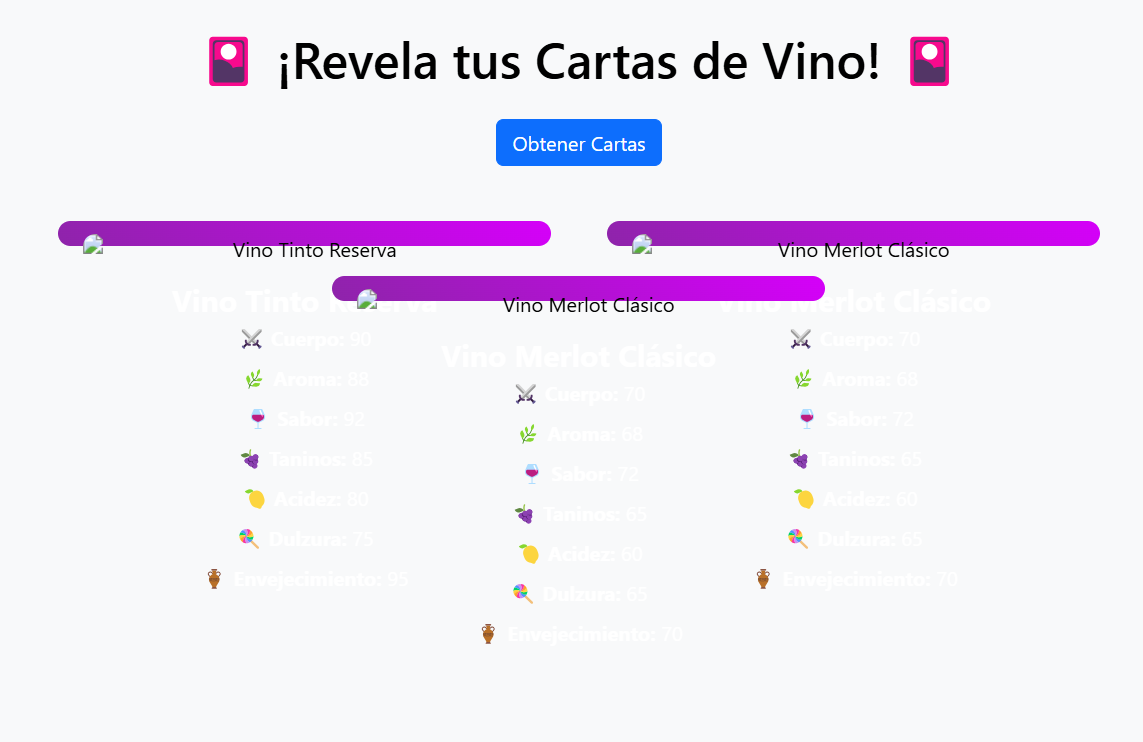 ¡Revela tus Cartas de Vino!
Obtener Cartas
Vino Tinto Reserva
Vino Tinto Reserva
Cuerpo: 90
Aroma: 88
Sabor: 92
Taninos: 85
Acidez: 80
Dulzura: 75
Envejecimiento: 95
Vino Merlot Clásico
Vino Merlot Clásico
Cuerpo: 70
Aroma: 68
Sabor: 72
Taninos: 65
Acidez: 60
Dulzura: 65
Envejecimiento: 70
Vino Merlot Clásico
Vino Merlot Clásico
Cuerpo: 70
Aroma: 68
Sabor: 72
Taninos: 65
Acidez: 60
Dulzura: 65
Envejecimiento: 70